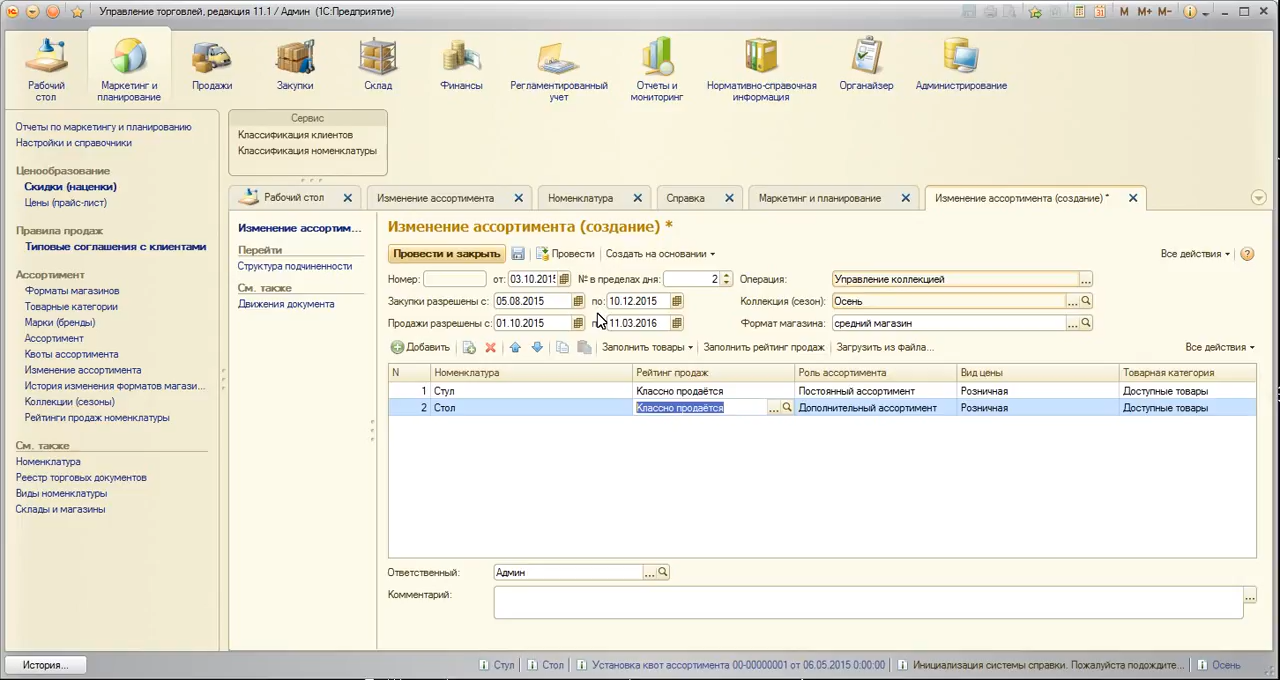 Управление торговлей, редакция 11.1 / Админ (1С:Предприятие)
M M+ M-
Рабочий стол
Маркетинг и планирование
Продажи
Закупки
Склад
Финансы
Регламентированный учет
Отчеты и мониторинг
Нормативно-справочная информация
Органайзер
Администрирование
Отчеты по маркетингу и планированию
Настройки и справочники
Ценообразование
Скидки (наценки)
Цены (прайс-лист)
Правила продаж
Типовые соглашения с клиентами
Ассортимент
Форматы магазинов
Товарные категории
Марки (бренды)
Ассортимент
Квоты ассортимента
Изменение ассортимента
История изменения форматов магази...
Коллекции (сезоны)
Рейтинги продаж номенклатуры
См. также
Номенклатура
Реестр торговых документов
Виды номенклатуры
Склады и магазины
Сервис
Классификация клиентов
Классификация номенклатуры
Рабочий стол
Изменение ассортимента
Номенклатура
Справка
Маркетинг и планирование
Изменение ассортимента (создание) *
Изменение ассортим...
Перейти
Структура подчиненности
См. также
Движения документа
Изменение ассортимента (создание) *
Провести и закрыть Провести Создать на основании Все действия
Номер: от: 03.10.2015 № в пределах дня: 2 Операция: Управление коллекцией
Закупки разрешены с: 05.08.2015 по: 10.12.2015 Коллекция (сезон): Осень
Продажи разрешены с: 01.10.2015 11.03.2016 Формат магазина: средний магазин
Добавить Заполнить товары Заполнить рейтинг продаж Загрузить из файла... Все действия
N Номенклатура Рейтинг продаж Роль ассортимента Вид цены Товарная категория
1 Стул Классно продаётся Постоянный ассортимент Розничная Доступные товары
2 Стол Классно продаётся Дополнительный ассортимент Розничная Доступные товары
Ответственный: Админ
Комментарий:
История... Стул Стол Установка квот ассортимента 00-00000001 от 06.05.2015 0:00:00 Инициализация системы справки. Пожалуйста подождите... Осень